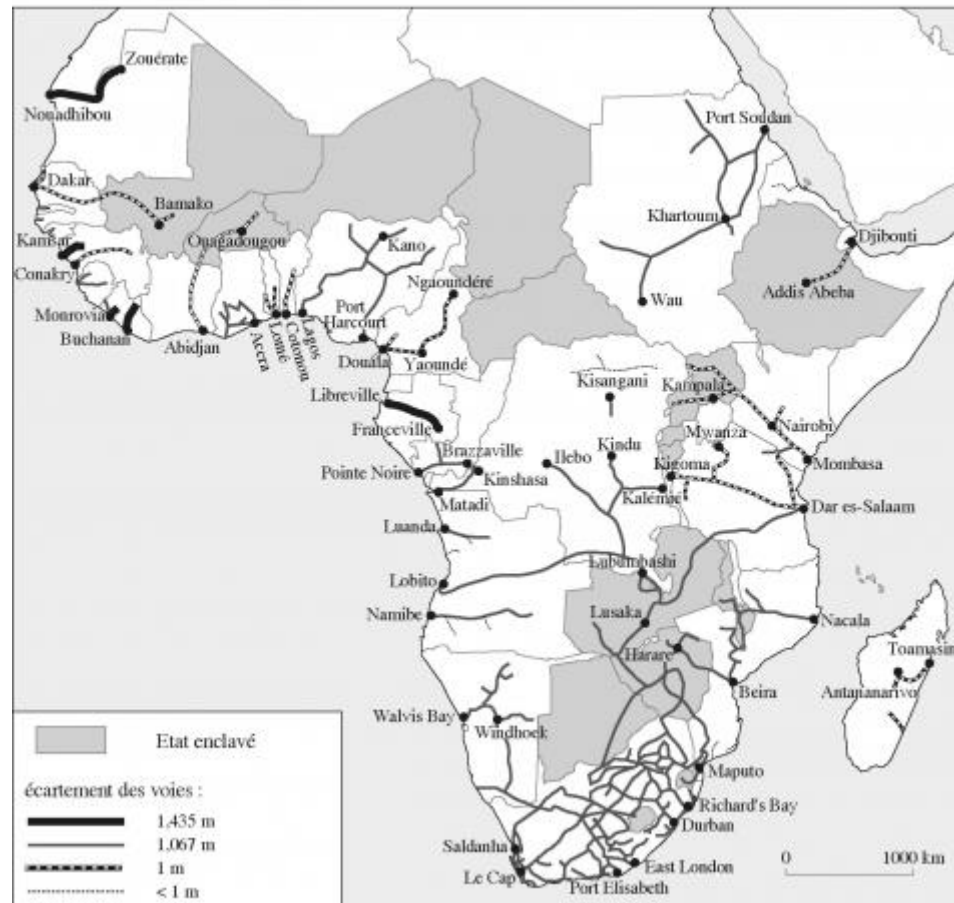 Zouérate
Nouadhibou
Port Soudan
Dakar
Bamako
Khartoum
Kamsar
Ouagadougou
Kano
Djibouti
Conakry
Ngaoundéré
Addis Abeba
Wau
Monrovia
Port
Harcourt
Buchanan
Abidjan
Accra
Lomé
Cotonou
Lagos
Douala
Yaoundé
Kisangani
Kampala
Libreville
Nairobi
Franceville
Mwanza
Kindu
Brazzaville
Ilebo
Kigoma
Mombasa
Pointe Noire
Kinshasa
Kalémié
Matadi
Dar es-Salaam
Luanda
Lubumbashi
Lobito
Lusaka
Namibe
Nacala
Toamasin
Harare
Antananarivo
Beira
Walvis Bay
Windhoek
Etat enclavé
Maputo
écartement des voies :
Richard's Bay
1,435 m
Durban
1,067 m
Saldanha
1 m
East London
0 1000 km
Le Cap
Port Elisabeth
< 1 m